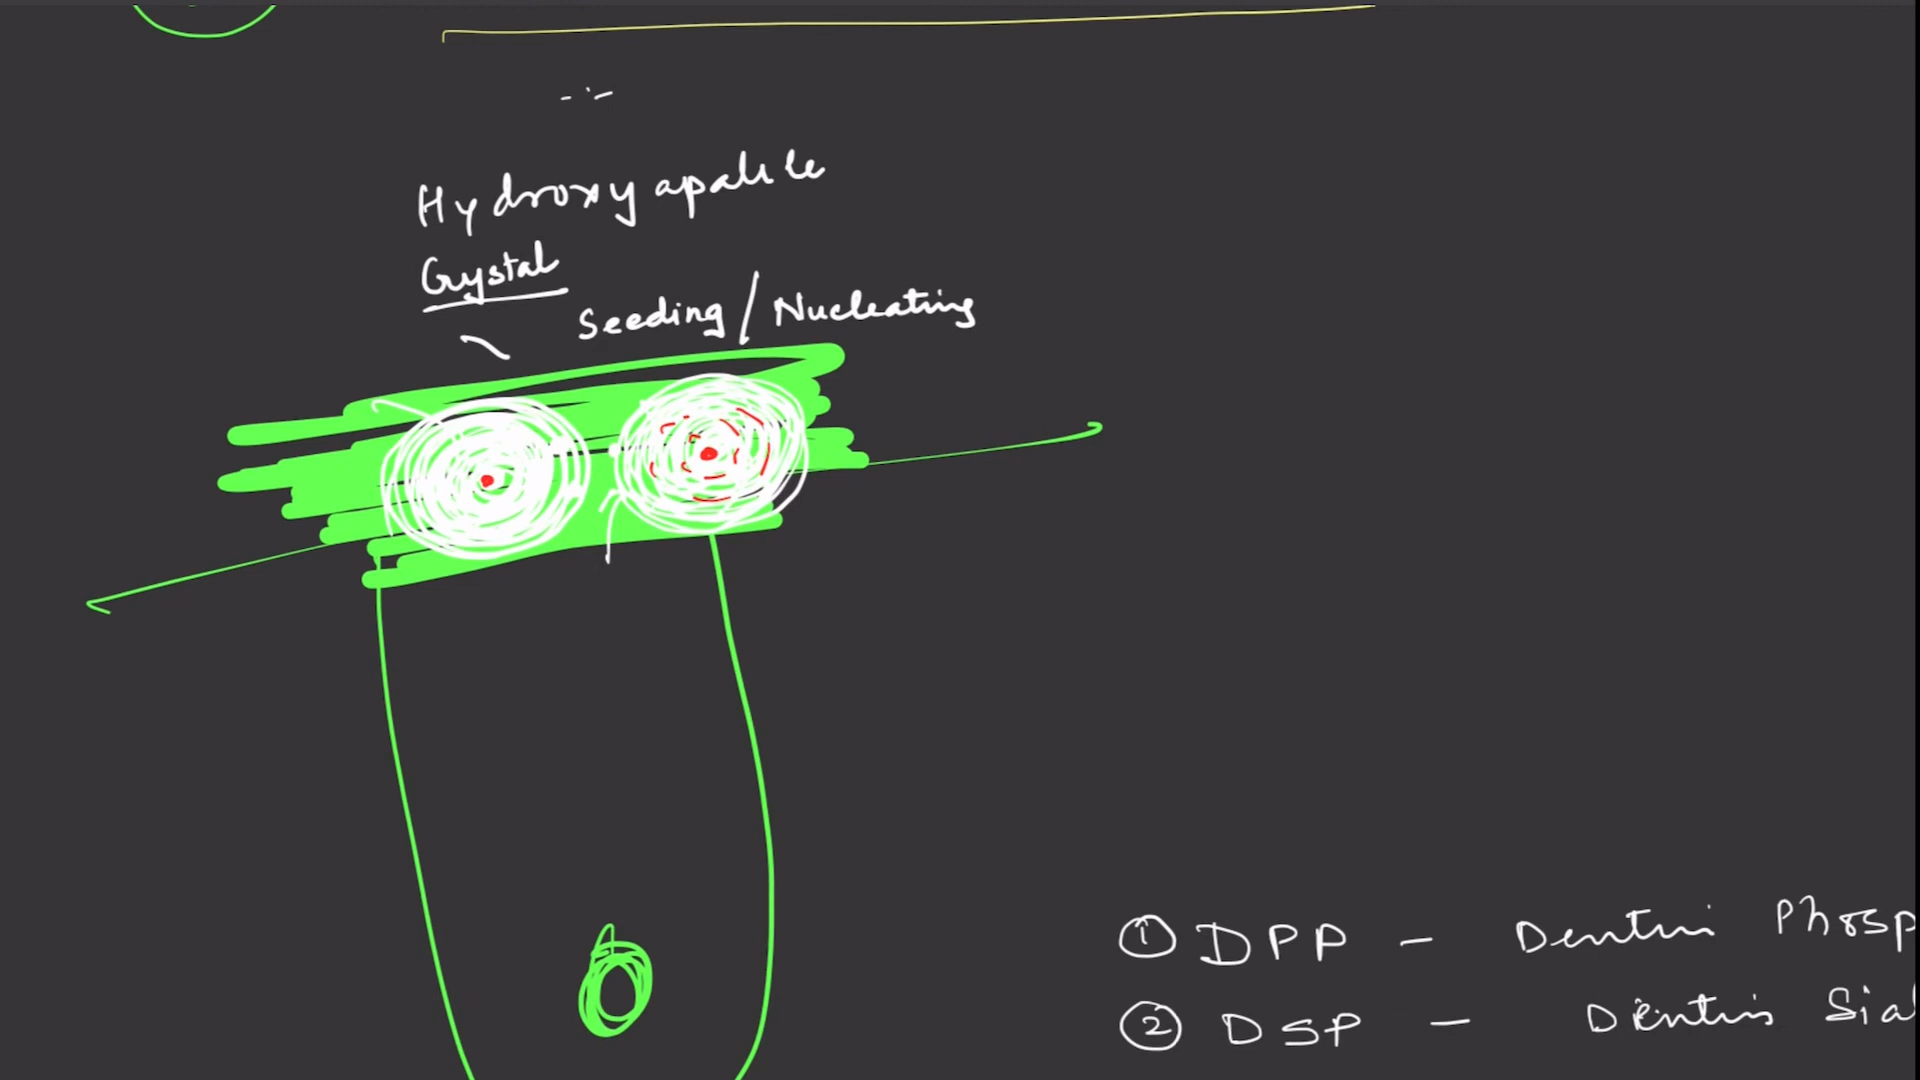 Hydroxyapatite
Crystal
Seeding / Nucleating
① DPP - Dentin Phosp
② DSP - Dentin Sial